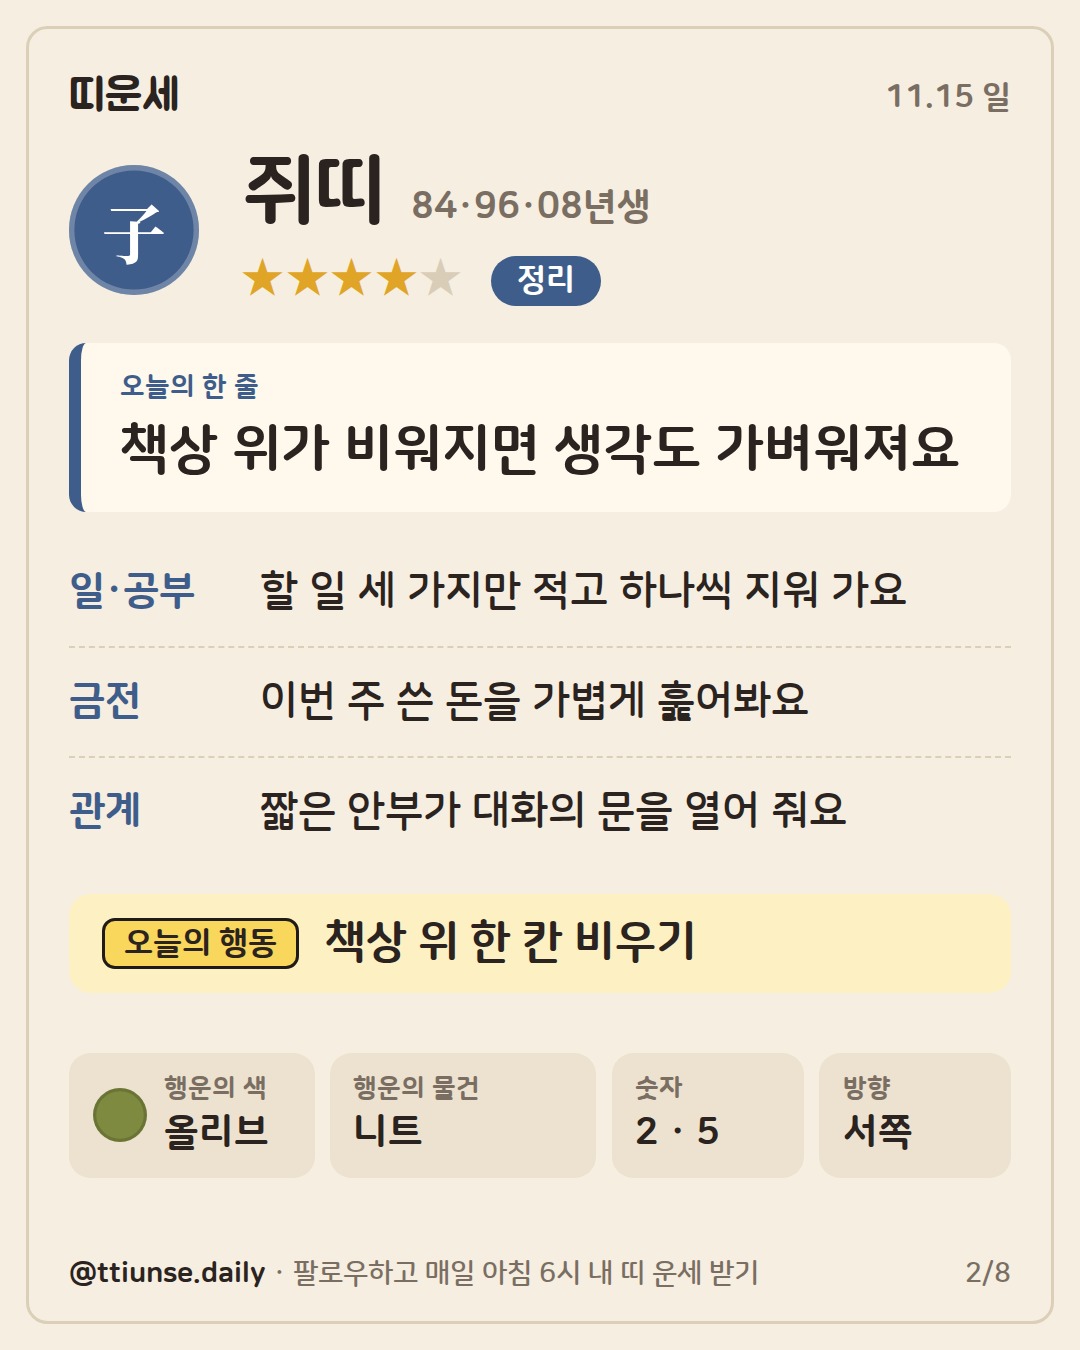 띠운세
11.15 일
子
쥐띠 84·96·08년생
★★★★★ 정리
오늘의 한 줄
책상 위가 비워지면 생각도 가벼워져요
일·공부 할 일 세 가지만 적고 하나씩 지워 가요
금전 이번 주 쓴 돈을 가볍게 훑어봐요
관계 짧은 안부가 대화의 문을 열어 줘요
오늘의 행동 책상 위 한 칸 비우기
행운의 색
올리브
행운의 물건
니트
숫자
2 · 5
방향
서쪽
@ttiunse.daily · 팔로우하고 매일 아침 6시 내 띠 운세 받기
2/8